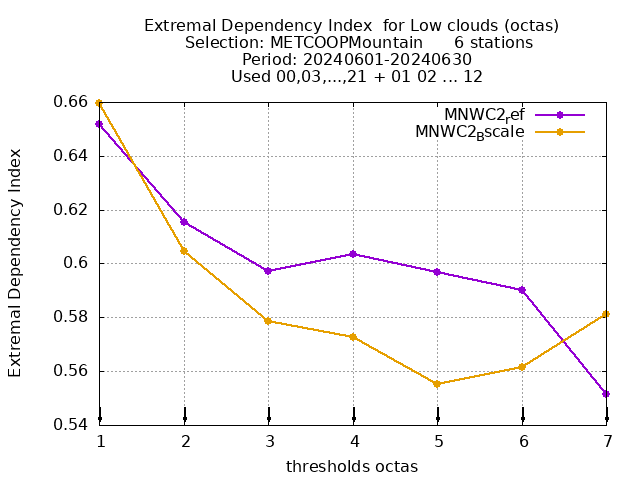 Extremal Dependency Index  for Low clouds (octas)
Selection: METCOOPMountain      6 stations
Period: 20240601-20240630
Used 00,03,...,21 + 01 02 ... 12
MNWC2ref
MNWC2Bscale
Extremal Dependency Index
0.66
0.64
0.62
0.6
0.58
0.56
0.54
1 2 3 4 5 6 7
thresholds octas